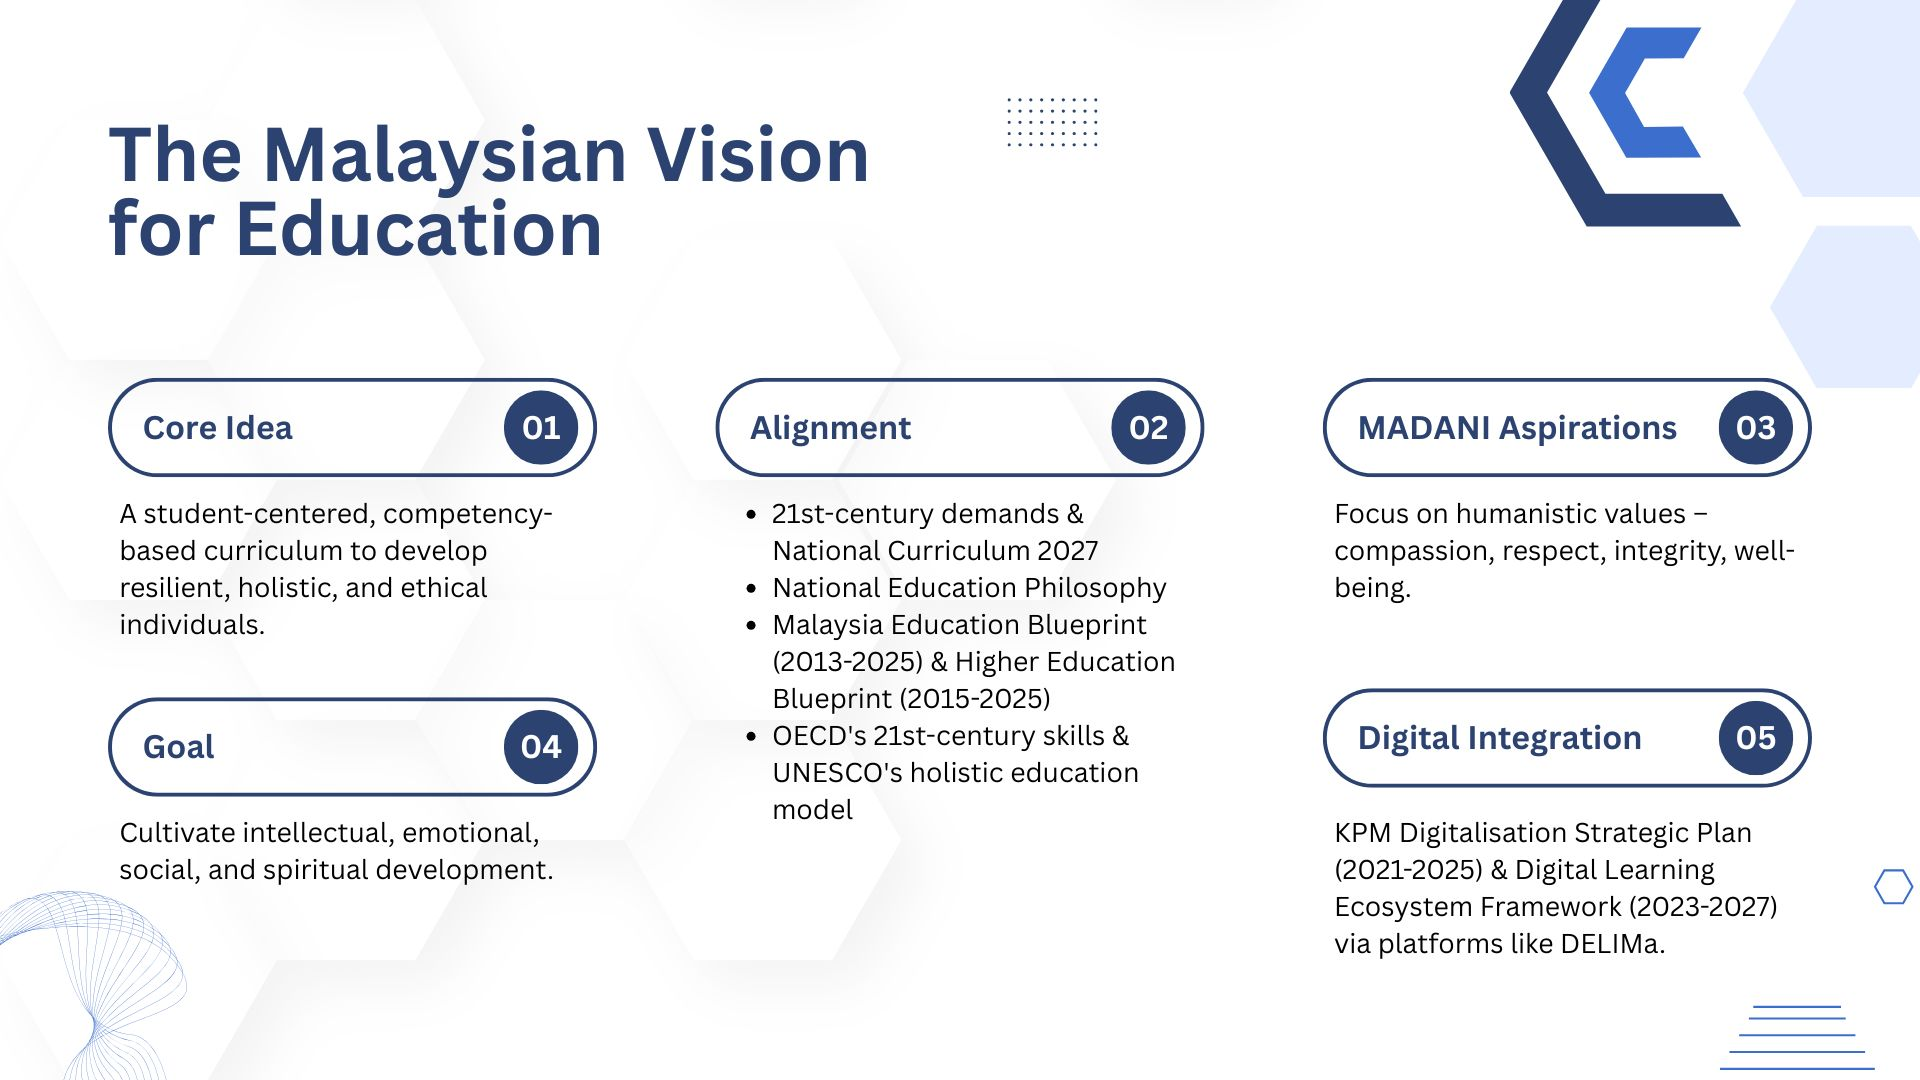 The Malaysian Vision
for Education
Core Idea
01
A student-centered, competency-
based curriculum to develop
resilient, holistic, and ethical
individuals.
Alignment
02
• 21st-century demands &
National Curriculum 2027
• National Education Philosophy
• Malaysia Education Blueprint
(2013-2025) & Higher Education
Blueprint (2015-2025)
• OECD's 21st-century skills &
UNESCO's holistic education
model
MADANI Aspirations
03
Focus on humanistic values –
compassion, respect, integrity, well-
being.
Goal
04
Cultivate intellectual, emotional,
social, and spiritual development.
Digital Integration
05
KPM Digitalisation Strategic Plan
(2021-2025) & Digital Learning
Ecosystem Framework (2023-2027)
via platforms like DELIMa.